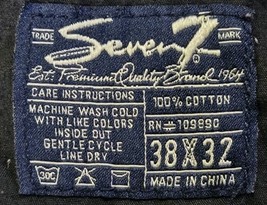 TRADE Seven7 MARK
Est: Premium Quality Brand 1964
CARE INSTRUCTIONS
MACHINE WASH COLD
WITH LIKE COLORS
INSIDE OUT
GENTLE CYCLE
LINE DRY
30C
100% COTTON
RN# 109890
38X32
MADE IN CHINA